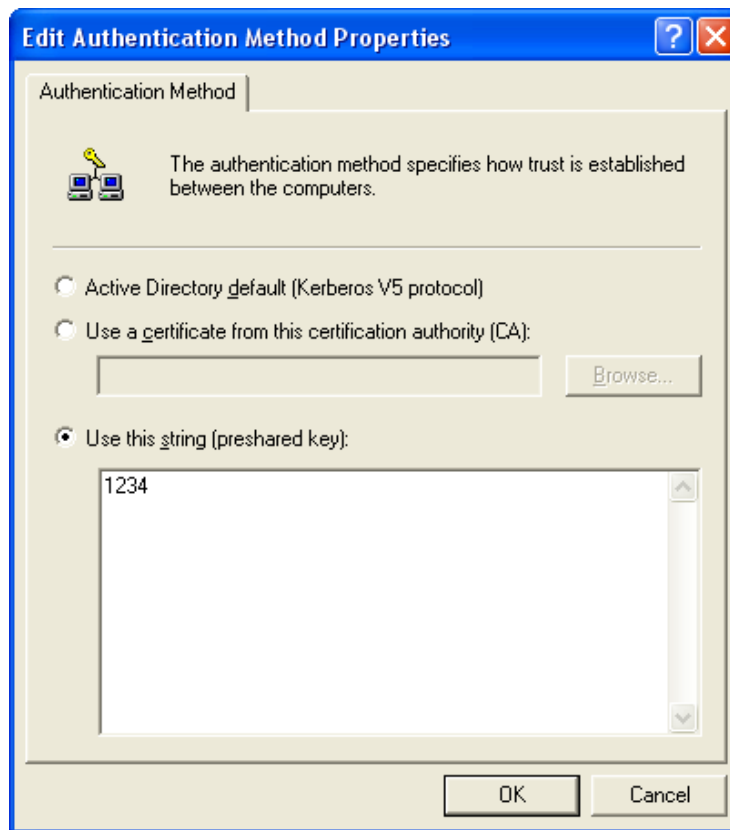 Edit Authentication Method Properties
Authentication Method
The authentication method specifies how trust is established
between the computers.
Active Directory default (Kerberos V5 protocol)
Use a certificate from this certification authority (CA):
Browse...
Use this string (preshared key):
1234
OK Cancel